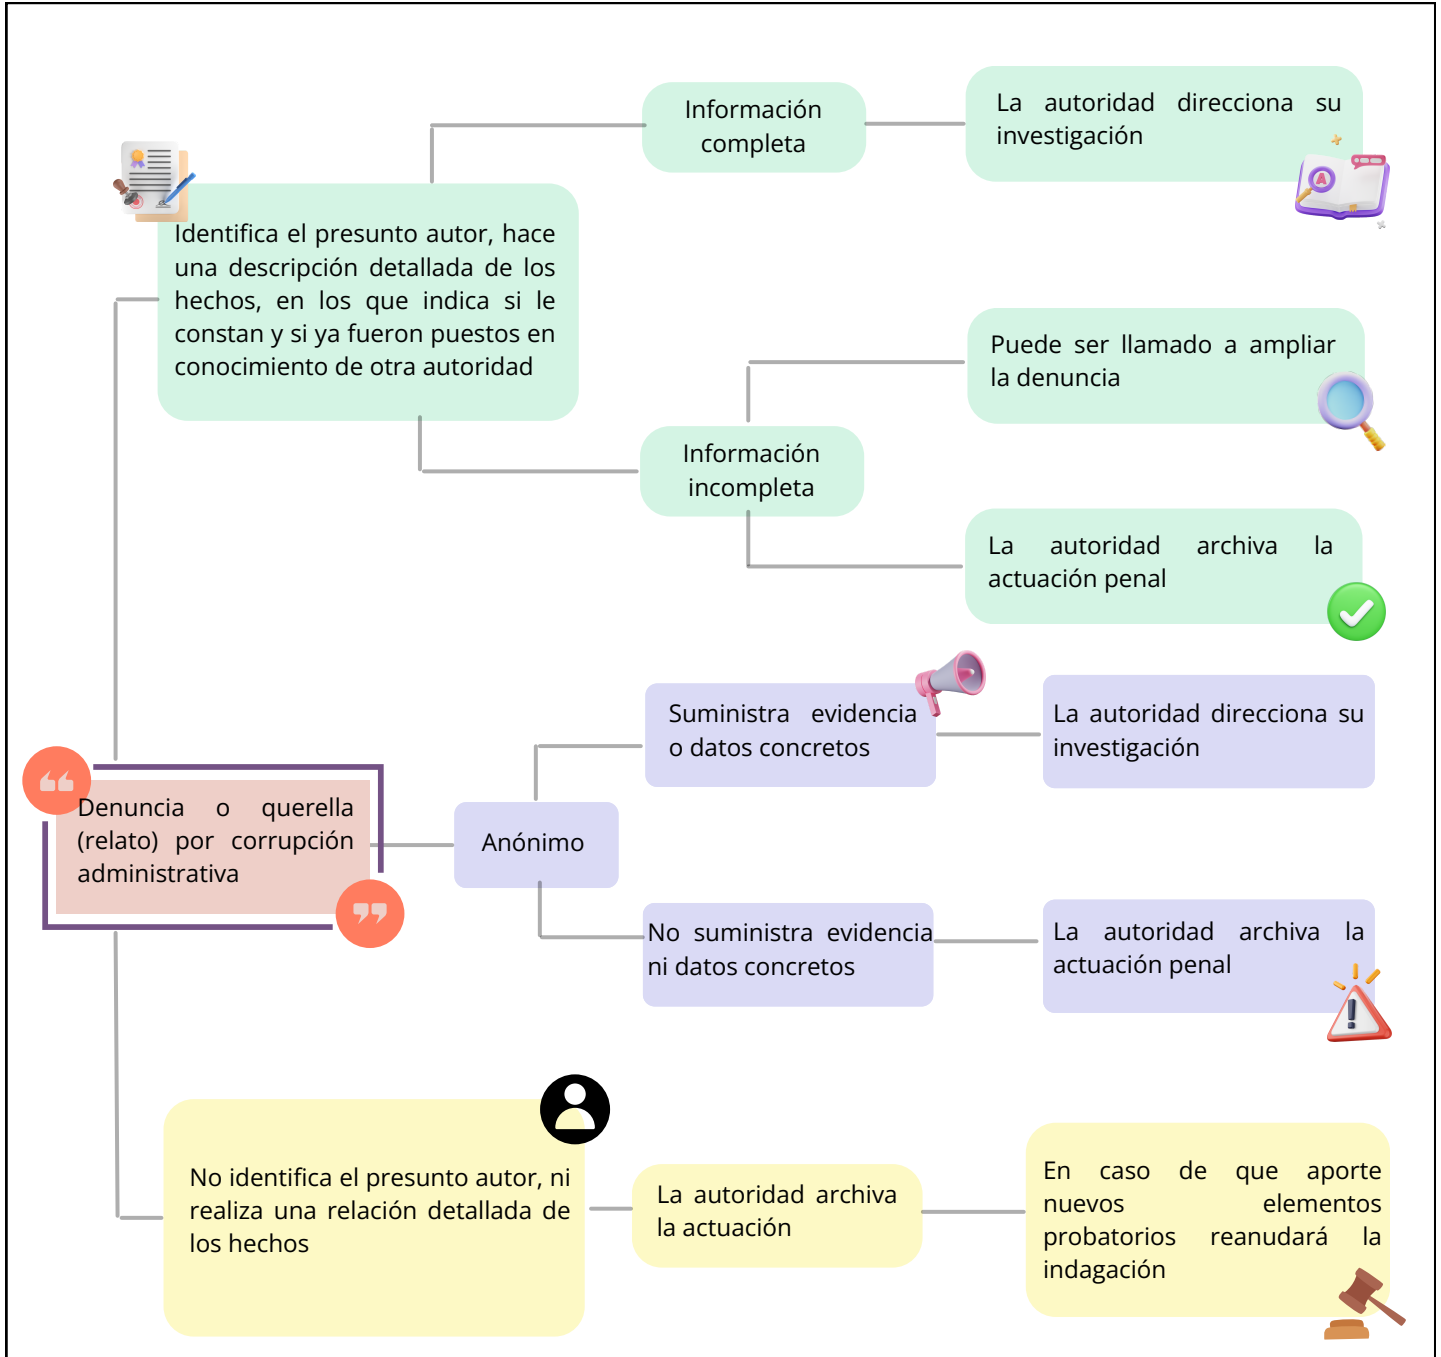 Información
completa
La autoridad direcciona su
investigación
Identifica el presunto autor, hace
una descripción detallada de los
hechos, en los que indica si le
constan y si ya fueron puestos en
conocimiento de otra autoridad
Puede ser llamado a ampliar
la denuncia
Información
incompleta
La autoridad archiva la
actuación penal
Suministra evidencia
o datos concretos
La autoridad direcciona su
investigación
Denuncia o querella
(relato) por corrupción
administrativa
Anónimo
No suministra evidencia
ni datos concretos
La autoridad archiva la
actuación penal
No identifica el presunto autor, ni
realiza una relación detallada de
los hechos
La autoridad archiva
la actuación
En caso de que aporte
nuevos elementos
probatorios reanudará la
indagación